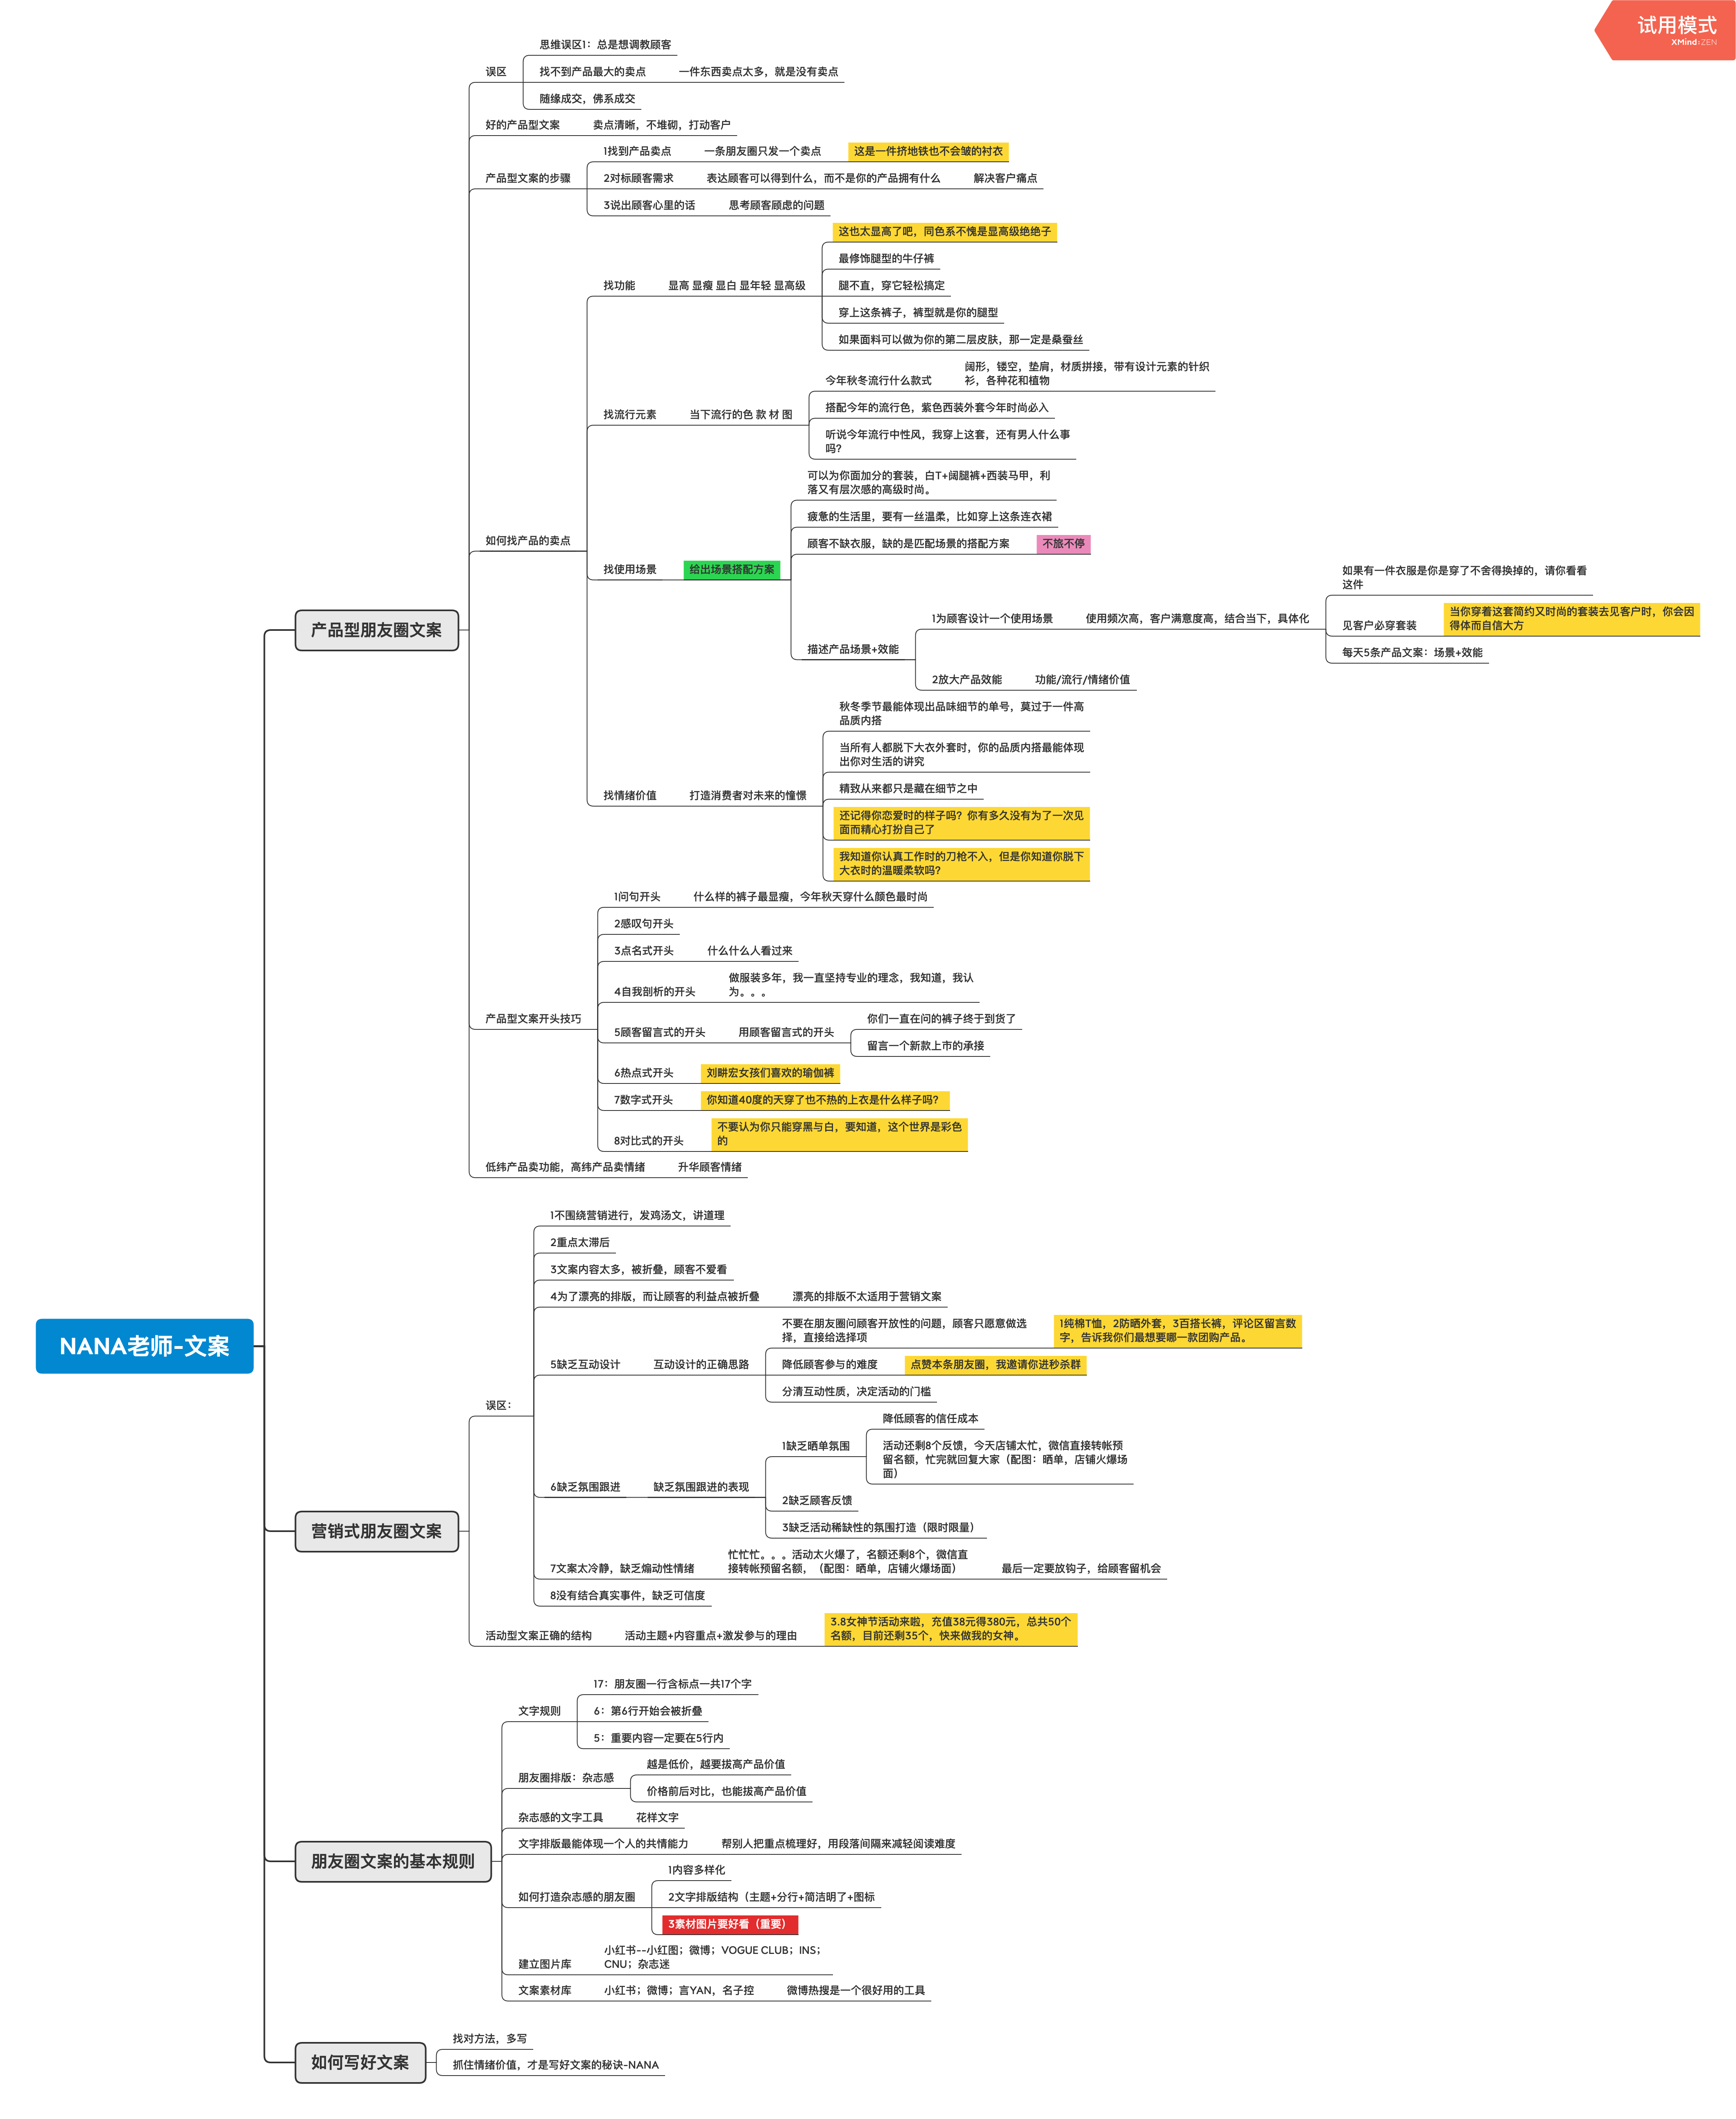 试用模式
XMind:ZEN
NANA老师-文案
产品型朋友圈文案
误区
思维误区1：总是想调教顾客
找不到产品最大的卖点
一件东西卖点太多，就是没有卖点
随缘成交，佛系成交
好的产品型文案
卖点清晰，不堆砌，打动客户
产品型文案的步骤
1找到产品卖点
一条朋友圈只发一个卖点
这是一件挤地铁也不会皱的衬衣
2对标顾客需求
表达顾客可以得到什么，而不是你的产品拥有什么
解决客户痛点
3说出顾客心里的话
思考顾客顾虑的问题
如何找产品的卖点
找功能
显高 显瘦 显白 显年轻 显高级
这也太显高了吧，同色系不愧是显高级绝绝子
最修饰腿型的牛仔裤
腿不直，穿它轻松搞定
穿上这条裤子，裤型就是你的腿型
如果面料可以做为你的第二层皮肤，那一定是桑蚕丝
找流行元素
当下流行的色 款 材 图
今年秋冬流行什么款式
阔形，镂空，垫肩，材质拼接，带有设计元素的针织
衫，各种花和植物
搭配今年的流行色，紫色西装外套今年时尚必入
听说今年流行中性风，我穿上这套，还有男人什么事
吗？
找使用场景
给出场景搭配方案
可以为你面加分的套装，白T+阔腿裤+西装马甲，利
落又有层次感的高级时尚。
疲惫的生活里，要有一丝温柔，比如穿上这条连衣裙
顾客不缺衣服，缺的是匹配场景的搭配方案
不旅不停
描述产品场景+效能
1为顾客设计一个使用场景
使用频次高，客户满意度高，结合当下，具体化
如果有一件衣服是你是穿了不舍得换掉的，请你看看
这件
见客户必穿套装
当你穿着这套简约又时尚的套装去见客户时，你会因
得体而自信大方
每天5条产品文案：场景+效能
2放大产品效能
功能/流行/情绪价值
找情绪价值
打造消费者对未来的憧憬
秋冬季节最能体现出品味细节的单号，莫过于一件高
品质内搭
当所有人都脱下大衣外套时，你的品质内搭最能体现
出你对生活的讲究
精致从来都只是藏在细节之中
还记得你恋爱时的样子吗？你有多久没有为了一次见
面而精心打扮自己了
我知道你认真工作时的刀枪不入，但是你知道你脱下
大衣时的温暖柔软吗？
产品型文案开头技巧
1问句开头
什么样的裤子最显瘦，今年秋天穿什么颜色最时尚
2感叹句开头
3点名式开头
什么什么人看过来
4自我剖析的开头
做服装多年，我一直坚持专业的理念，我知道，我认
为。。。
5顾客留言式的开头
用顾客留言式的开头
你们一直在问的裤子终于到货了
留言一个新款上市的承接
6热点式开头
刘畊宏女孩们喜欢的瑜伽裤
7数字式开头
你知道40度的天穿了也不热的上衣是什么样子吗？
8对比式的开头
不要认为你只能穿黑与白，要知道，这个世界是彩色
的
低纬产品卖功能，高纬产品卖情绪
升华顾客情绪
营销式朋友圈文案
误区：
1不围绕营销进行，发鸡汤文，讲道理
2重点太滞后
3文案内容太多，被折叠，顾客不爱看
4为了漂亮的排版，而让顾客的利益点被折叠
漂亮的排版不太适用于营销文案
5缺乏互动设计
互动设计的正确思路
不要在朋友圈问顾客开放性的问题，顾客只愿意做选
择，直接给选择项
1纯棉T恤，2防晒外套，3百搭长裤，评论区留言数
字，告诉我你们最想要哪一款团购产品。
降低顾客参与的难度
点赞本条朋友圈，我邀请你进秒杀群
分清互动性质，决定活动的门槛
6缺乏氛围跟进
缺乏氛围跟进的表现
1缺乏晒单氛围
降低顾客的信任成本
活动还剩8个反馈，今天店铺太忙，微信直接转帐预
留名额，忙完就回复大家（配图：晒单，店铺火爆场
面）
2缺乏顾客反馈
3缺乏活动稀缺性的氛围打造（限时限量）
7文案太冷静，缺乏煽动性情绪
忙忙忙。。。活动太火爆了，名额还剩8个，微信直
接转帐预留名额，（配图：晒单，店铺火爆场面）
最后一定要放钩子，给顾客留机会
8没有结合真实事件，缺乏可信度
活动型文案正确的结构
活动主题+内容重点+激发参与的理由
3.8女神节活动来啦，充值38元得380元，总共50个
名额，目前还剩35个，快来做我的女神。
朋友圈文案的基本规则
文字规则
17：朋友圈一行含标点一共17个字
6：第6行开始会被折叠
5：重要内容一定要在5行内
朋友圈排版：杂志感
越是低价，越要拔高产品价值
价格前后对比，也能拔高产品价值
杂志感的文字工具
花样文字
文字排版最能体现一个人的共情能力
帮别人把重点梳理好，用段落间隔来减轻阅读难度
如何打造杂志感的朋友圈
1内容多样化
2文字排版结构（主题+分行+简洁明了+图标
3素材图片要好看（重要）
建立图片库
小红书--小红图；微博；VOGUE CLUB；INS；
CNU；杂志迷
文案素材库
小红书；微博；言YAN，名子控
微博热搜是一个很好用的工具
如何写好文案
找对方法，多写
抓住情绪价值，才是写好文案的秘诀-NANA